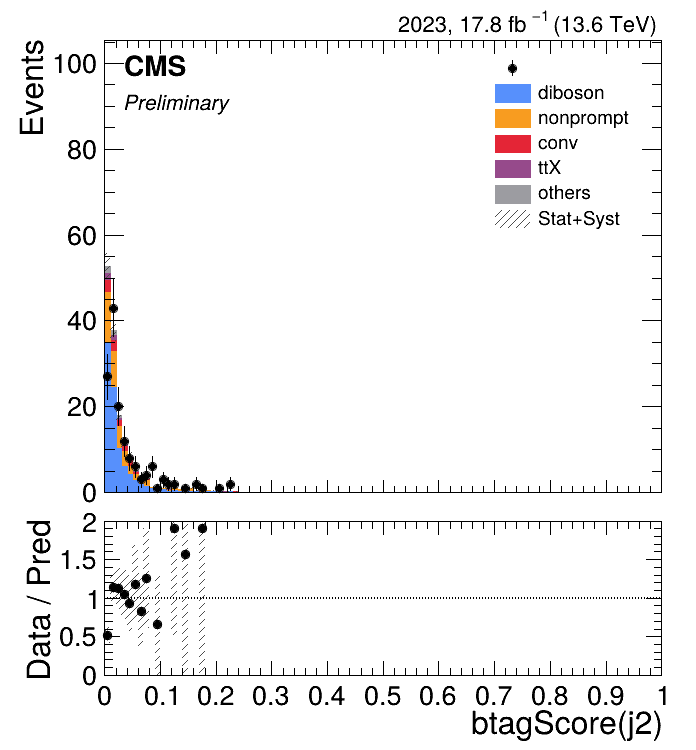 2023, 17.8 fb⁻¹ (13.6 TeV)
Events
CMS
Preliminary
diboson
nonprompt
conv
ttX
others
Stat+Syst
100
80
60
40
20
0
Data / Pred
2
1.5
1
0.5
0
0 0.1 0.2 0.3 0.4 0.5 0.6 0.7 0.8 0.9 1
btagScore(j2)